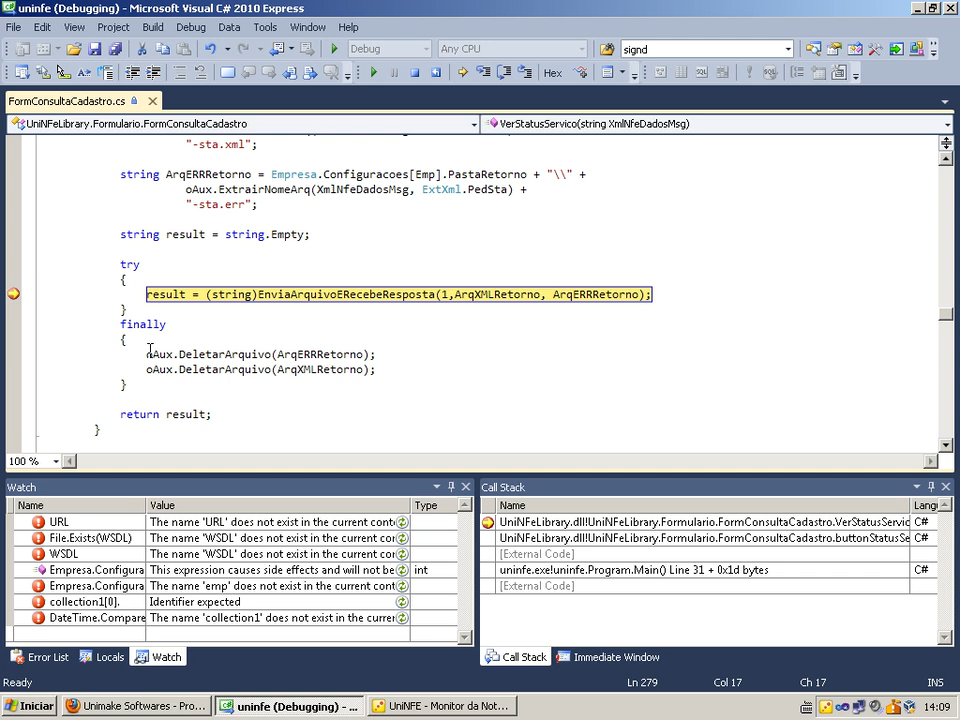 uninfe (Debugging) - Microsoft Visual C# 2010 Express
File Edit View Project Build Debug Data Tools Window Help
Debug Any CPU signd
Hex
FormConsultaCadastro.cs
UniNFeLibrary.Formulario.FormConsultaCadastro VerStatusServico(string XmlNfeDadosMsg)
"-sta.xml";
string ArqERRRetorno = Empresa.Configuracoes[Emp].PastaRetorno + "\\" +
oAux.ExtrairNomeArq(XmlNfeDadosMsg, ExtXml.PedSta) +
"-sta.err";
string result = string.Empty;
try
{
result = (string)EnviaArquivoERecebeResposta(1,ArqXMLRetorno, ArqERRRetorno);
}
finally
{
oAux.DeletarArquivo(ArqERRRetorno);
oAux.DeletarArquivo(ArqXMLRetorno);
}
return result;
}
100 %
Watch
Name Value Type
URL The name 'URL' does not exist in the current cont
File.Exists(WSDL) The name 'WSDL' does not exist in the current co
WSDL The name 'WSDL' does not exist in the current co
Empresa.Configura This expression causes side effects and will not be int
Empresa.Configura The name 'emp' does not exist in the current con
collection1[0]. Identifier expected
DateTime.Compare The name 'collection1' does not exist in the curre
Error List Locals Watch
Call Stack
Name Langu
UniNFeLibrary.dll!UniNFeLibrary.Formulario.FormConsultaCadastro.VerStatusServic C#
UniNFeLibrary.dll!UniNFeLibrary.Formulario.FormConsultaCadastro.buttonStatusSe C#
[External Code]
uninfe.exe!uninfe.Program.Main() Line 31 + 0x1d bytes C#
[External Code]
Call Stack Immediate Window
Ready Ln 279 Col 17 Ch 17 INS
Iniciar Unimake Softwares - Pro... uninfe (Debugging) - ... UniNFE - Monitor da Not... 14:09